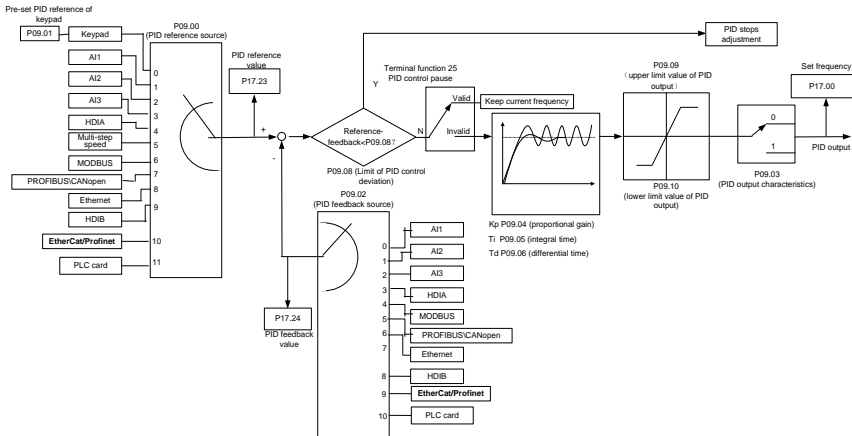 Pre-set PID reference of
keypad
P09.01
Keypad
AI1
AI2
AI3
HDIA
Multi-step
speed
MODBUS
PROFIBUS\CANopen
Ethernet
HDIB
EtherCat/Profinet
PLC card
P09.00
(PID reference source)
0
1
2
3
4
5
6
7
8
9
10
11
PID reference
value
P17.23
+
-
Reference-
feedback<P09.08?
P09.08 (Limit of PID control
deviation)
Y
N
PID stops
adjustment
Terminal function 25
PID control pause
Valid
Invalid
Keep current frequency
Kp P09.04 (proportional gain)
Ti P09.05 (integral time)
Td P09.06 (differential time)
P09.09
(upper limit value of PID
output)
P09.10
(lower limit value of PID
output)
0
1
P09.03
(PID output characteristics)
Set frequency
P17.00
PID output
P09.02
(PID feedback source)
P17.24
PID feedback
value
0
1
2
3
4
5
6
7
8
9
10
AI1
AI2
AI3
HDIA
MODBUS
PROFIBUS\CANopen
Ethernet
HDIB
EtherCat/Profinet
PLC card